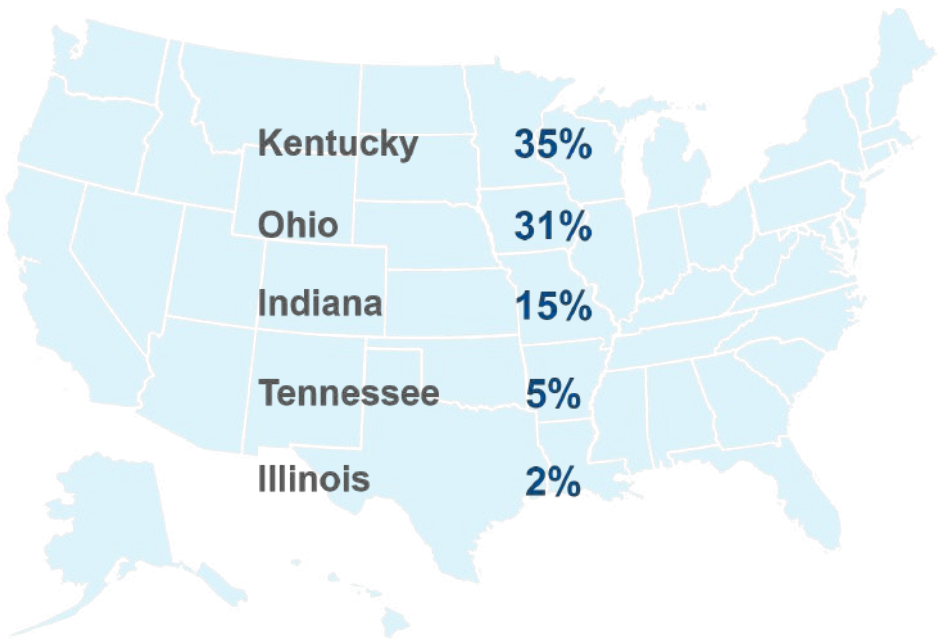 Kentucky 35%
Ohio 31%
Indiana 15%
Tennessee 5%
Illinois 2%